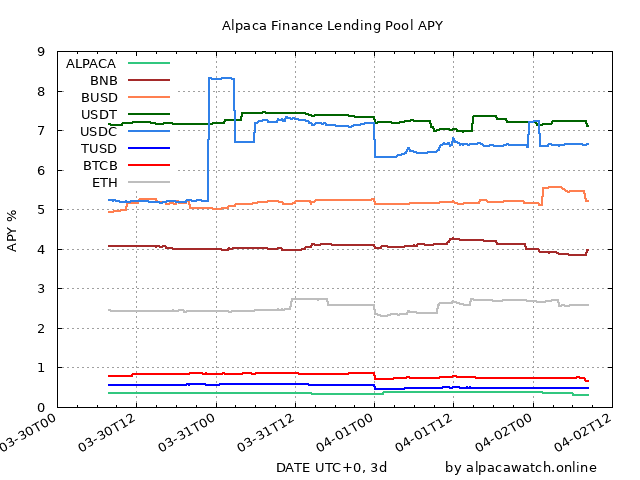 Alpaca Finance Lending Pool APY
9
8
7
6
5
4
3
2
1
0
APY %
ALPACA
BNB
BUSD
USDT
USDC
TUSD
BTCB
ETH
03-30T00
03-30T12
03-31T00
03-31T12
04-01T00
04-01T12
04-02T00
04-02T12
DATE UTC+0, 3d
by alpacawatch.online